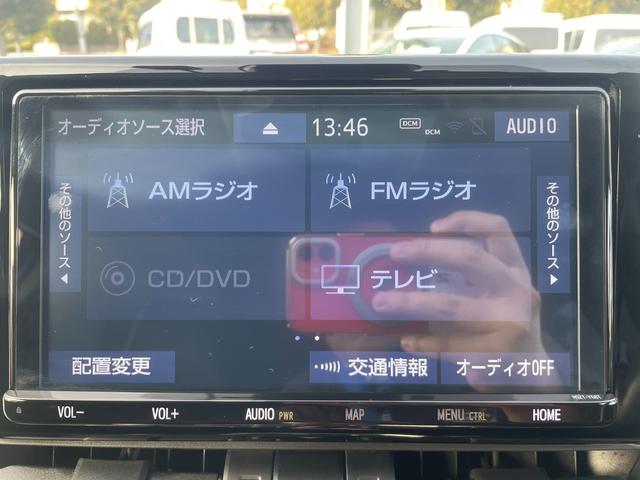 オーディオソース選択 13:46 DCM DCM AUDIO
その他のソース AMラジオ FMラジオ その他のソース
CD/DVD テレビ
配置変更 交通情報 オーディオOFF
VOL− VOL+ AUDIO PWR MAP MENU CTRL HOME